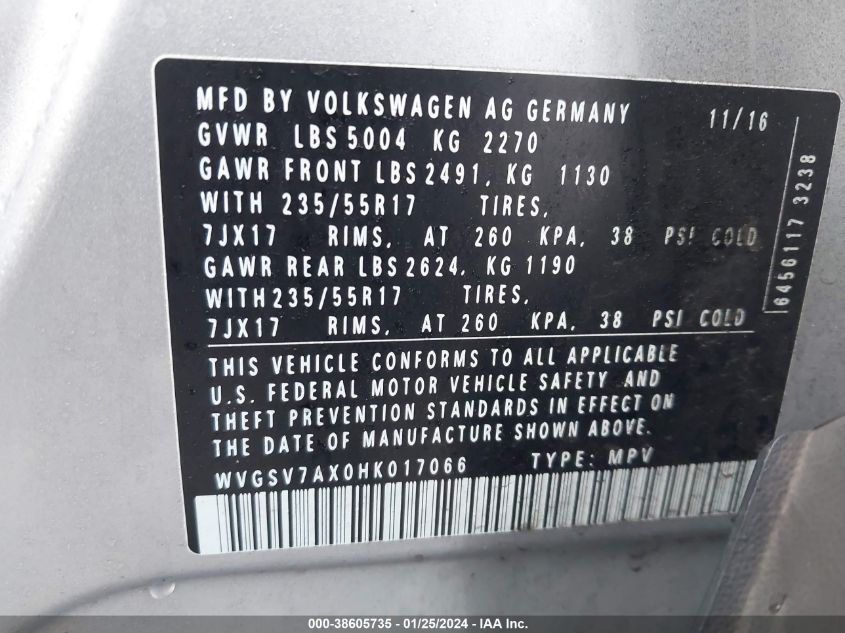 MFD BY VOLKSWAGEN AG GERMANY 11/16
GVWR LBS 5004 KG 2270
GAWR FRONT LBS 2491, KG 1130
WITH 235/55R17 TIRES,
7JX17 RIMS, AT 260 KPA, 38 PSI COLD
GAWR REAR LBS 2624, KG 1190
WITH 235/55R17 TIRES,
7JX17 RIMS, AT 260 KPA, 38 PSI COLD
6456117 3238
THIS VEHICLE CONFORMS TO ALL APPLICABLE
U.S. FEDERAL MOTOR VEHICLE SAFETY AND
THEFT PREVENTION STANDARDS IN EFFECT ON
THE DATE OF MANUFACTURE SHOWN ABOVE.
WVGSV7AX0HK017066 TYPE: MPV
000-38605735 - 01/25/2024 - IAAI Inc.